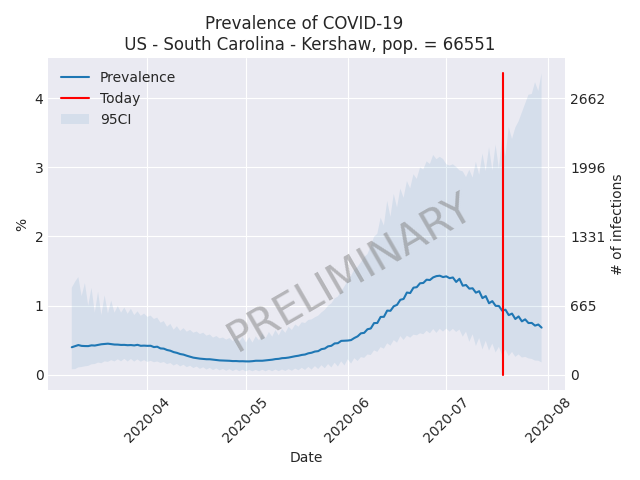 Prevalence of COVID-19
US - South Carolina - Kershaw, pop. = 66551
Prevalence
Today
95CI
4
3
2
1
0
%
2662
1996
1331
665
0
# of infections
PRELIMINARY
2020-04
2020-05
2020-06
2020-07
2020-08
Date